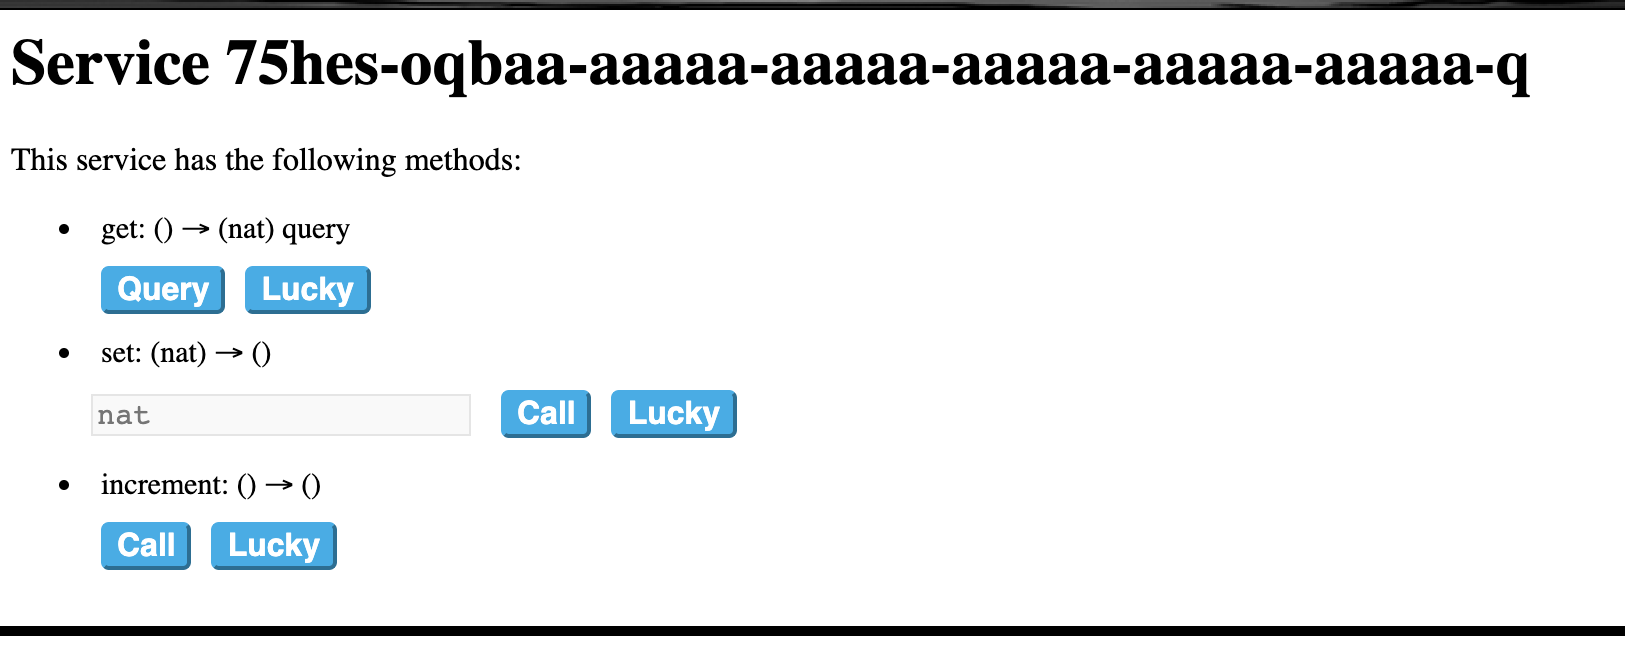 Service 75hes-oqbaa-aaaaa-aaaaa-aaaaa-aaaaa-aaaaa-q
This service has the following methods:
• get: () → (nat) query
Query Lucky
• set: (nat) → ()
nat Call Lucky
• increment: () → ()
Call Lucky